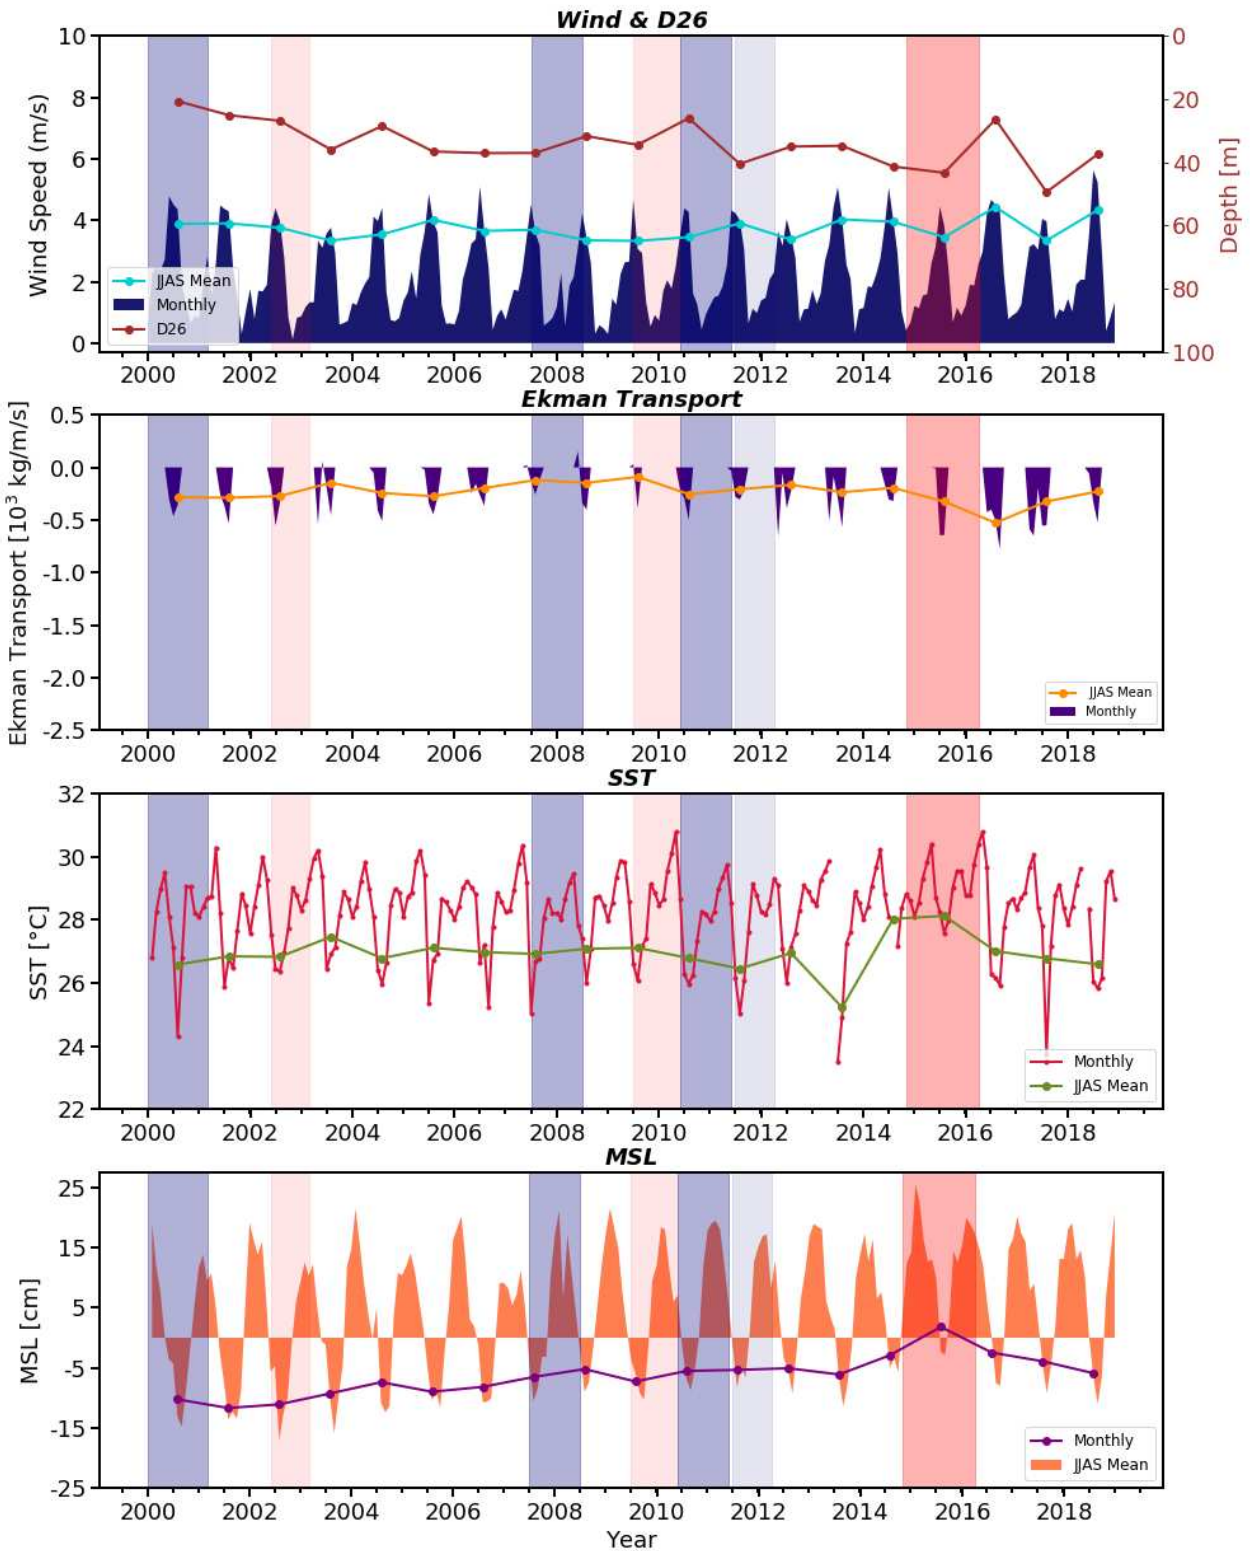 Wind & D26
10
8
6
4
2
0
Wind Speed (m/s)
0
20
40
60
80
100
Depth [m]
JJAS Mean
Monthly
D26
2000 2002 2004 2006 2008 2010 2012 2014 2016 2018
Ekman Transport
0.5
0.0
-0.5
-1.0
-1.5
-2.0
-2.5
Ekman Transport [10³ kg/m/s]
JJAS Mean
Monthly
2000 2002 2004 2006 2008 2010 2012 2014 2016 2018
SST
32
30
28
26
24
22
SST [°C]
Monthly
JJAS Mean
2000 2002 2004 2006 2008 2010 2012 2014 2016 2018
MSL
25
15
5
-5
-15
-25
MSL [cm]
Monthly
JJAS Mean
2000 2002 2004 2006 2008 2010 2012 2014 2016 2018
Year